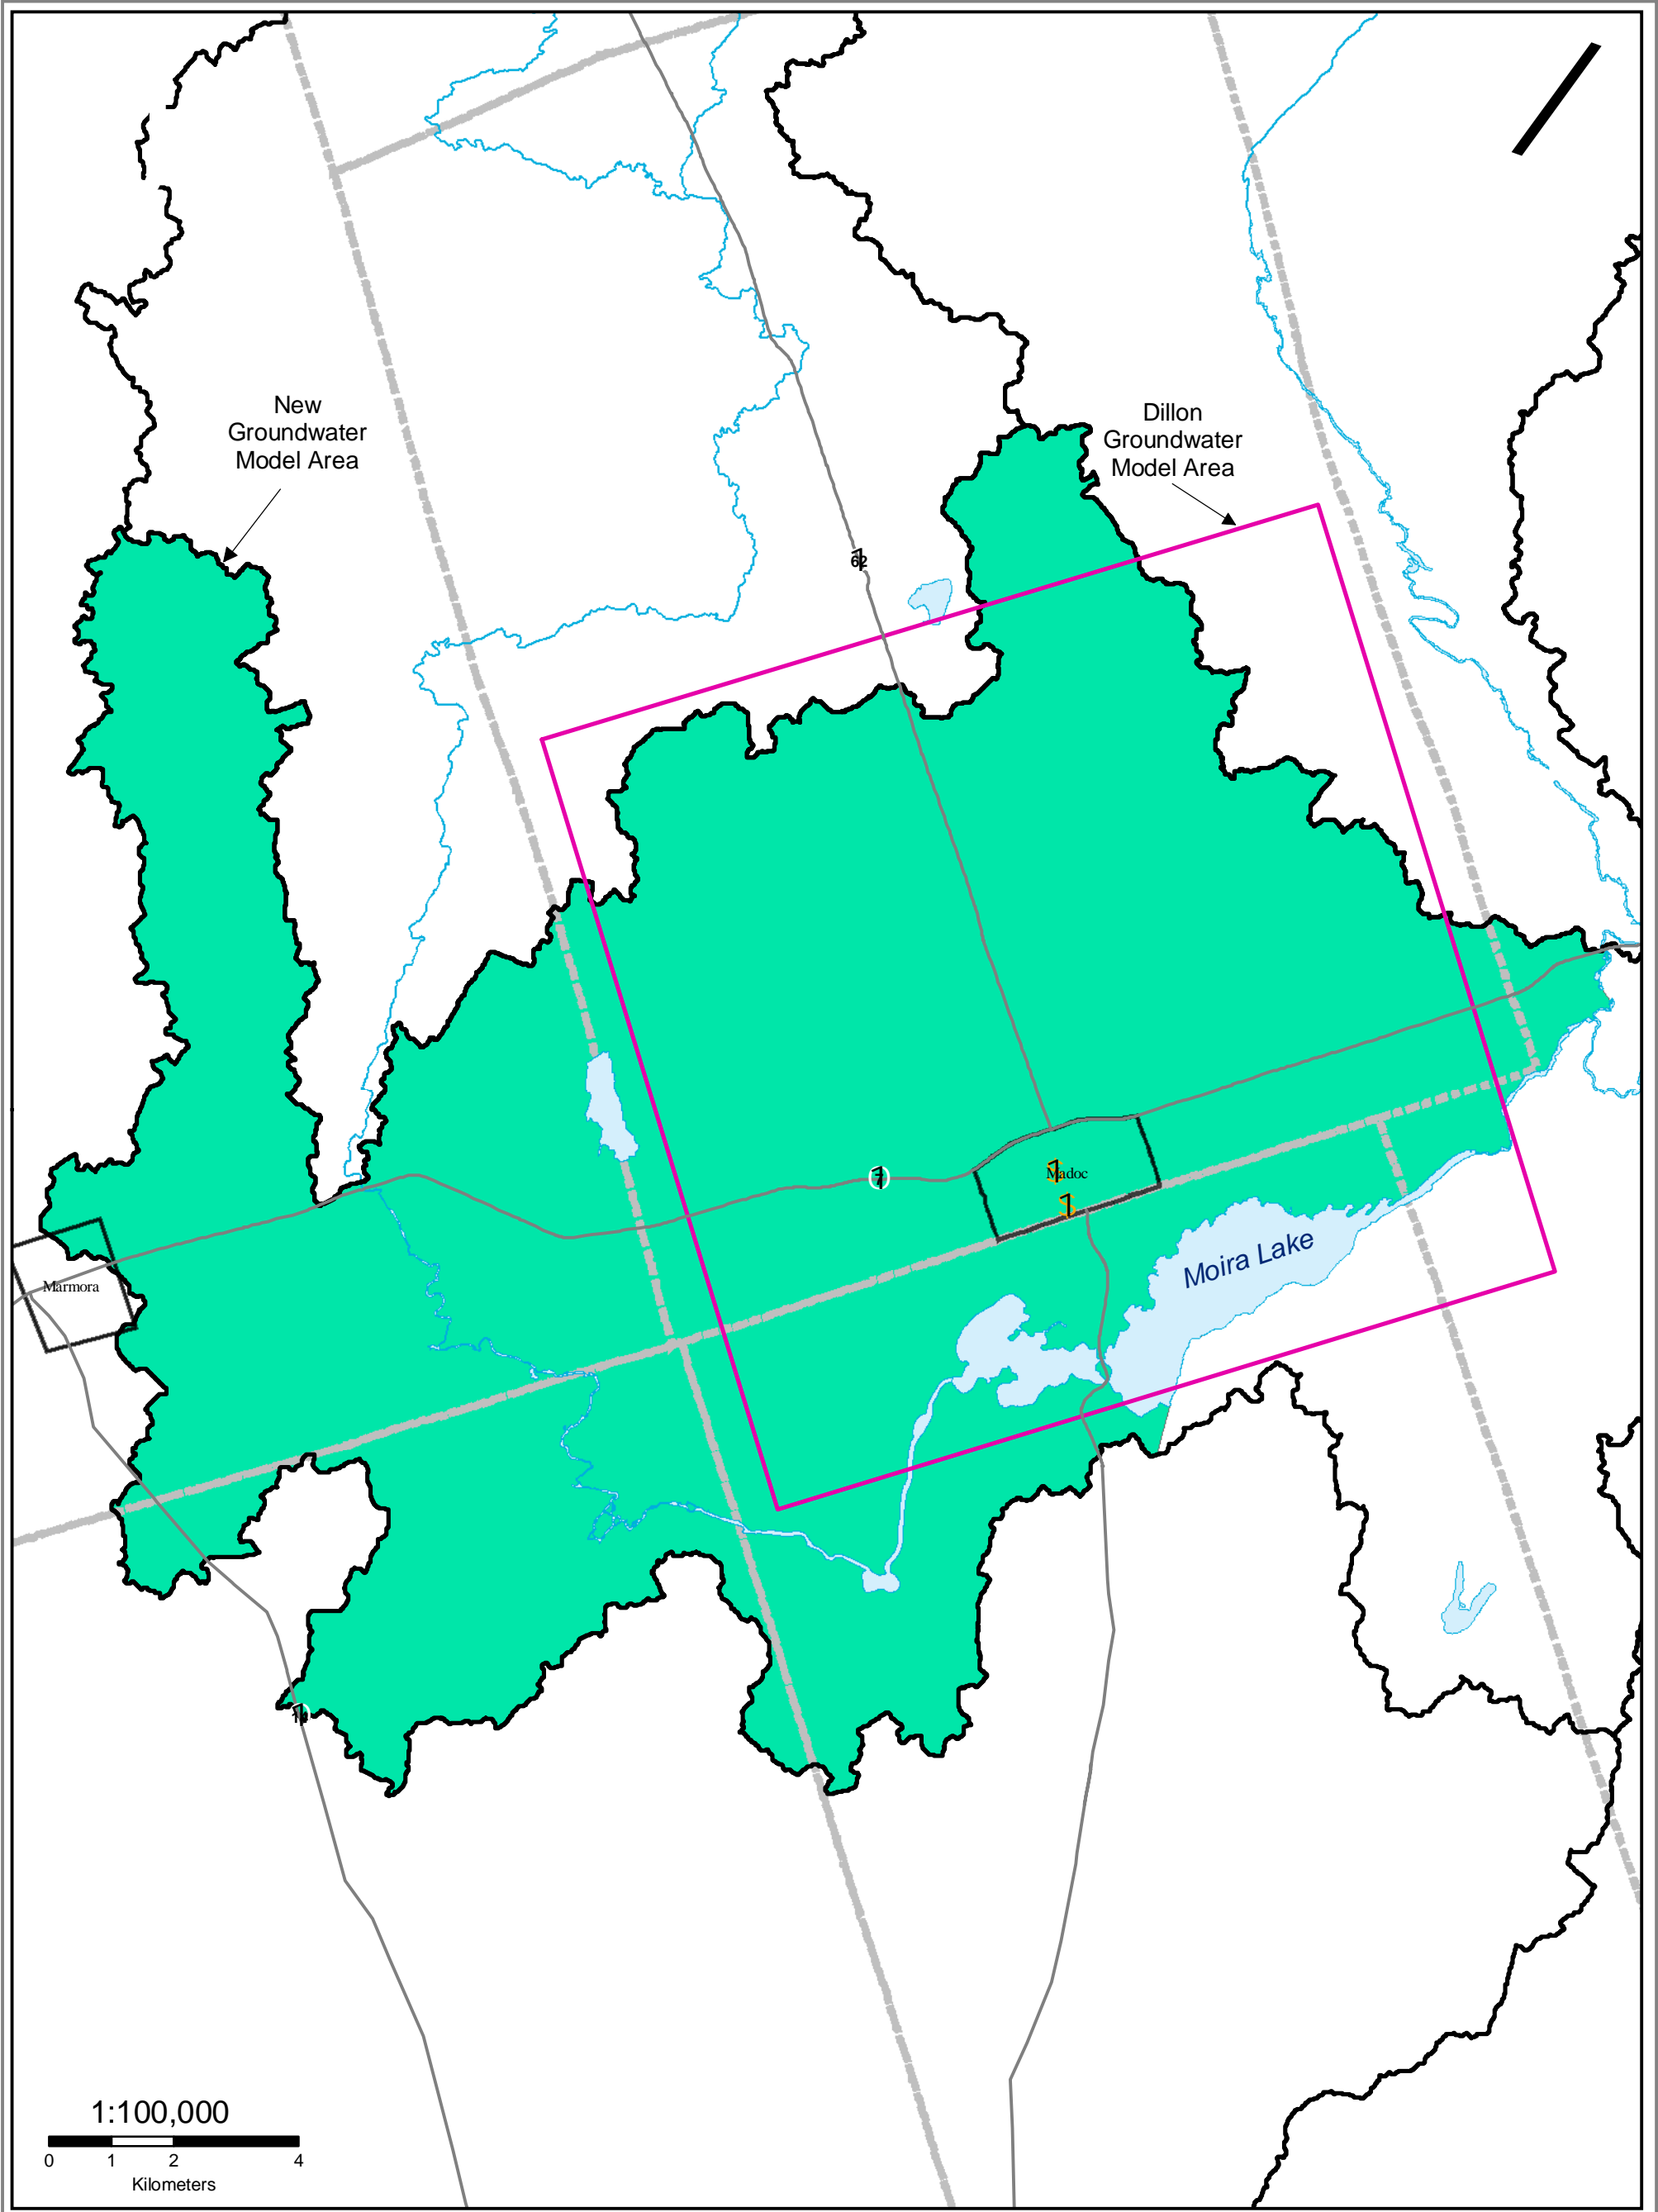 New
Groundwater
Model Area
Dillon
Groundwater
Model Area
62
7
Madoc
Moira Lake
Marmora
1:100,000
0 1 2 4
Kilometers